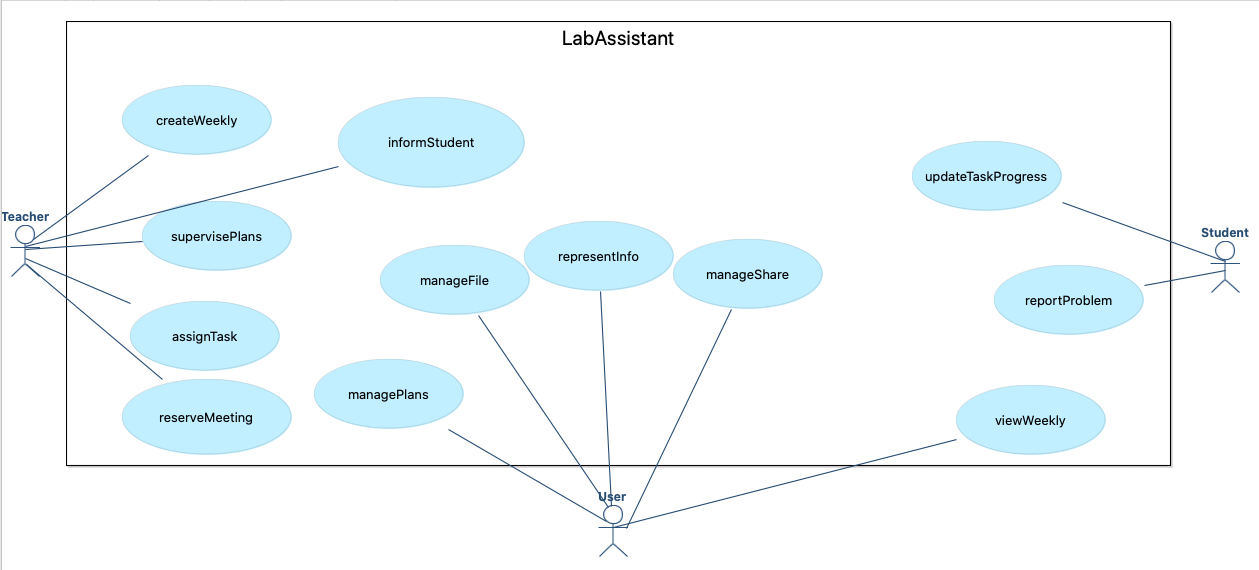 LabAssistant
createWeekly
informStudent
updateTaskProgress
Teacher
supervisePlans
Student
representInfo
manageFile
manageShare
reportProblem
assignTask
managePlans
reserveMeeting
viewWeekly
User